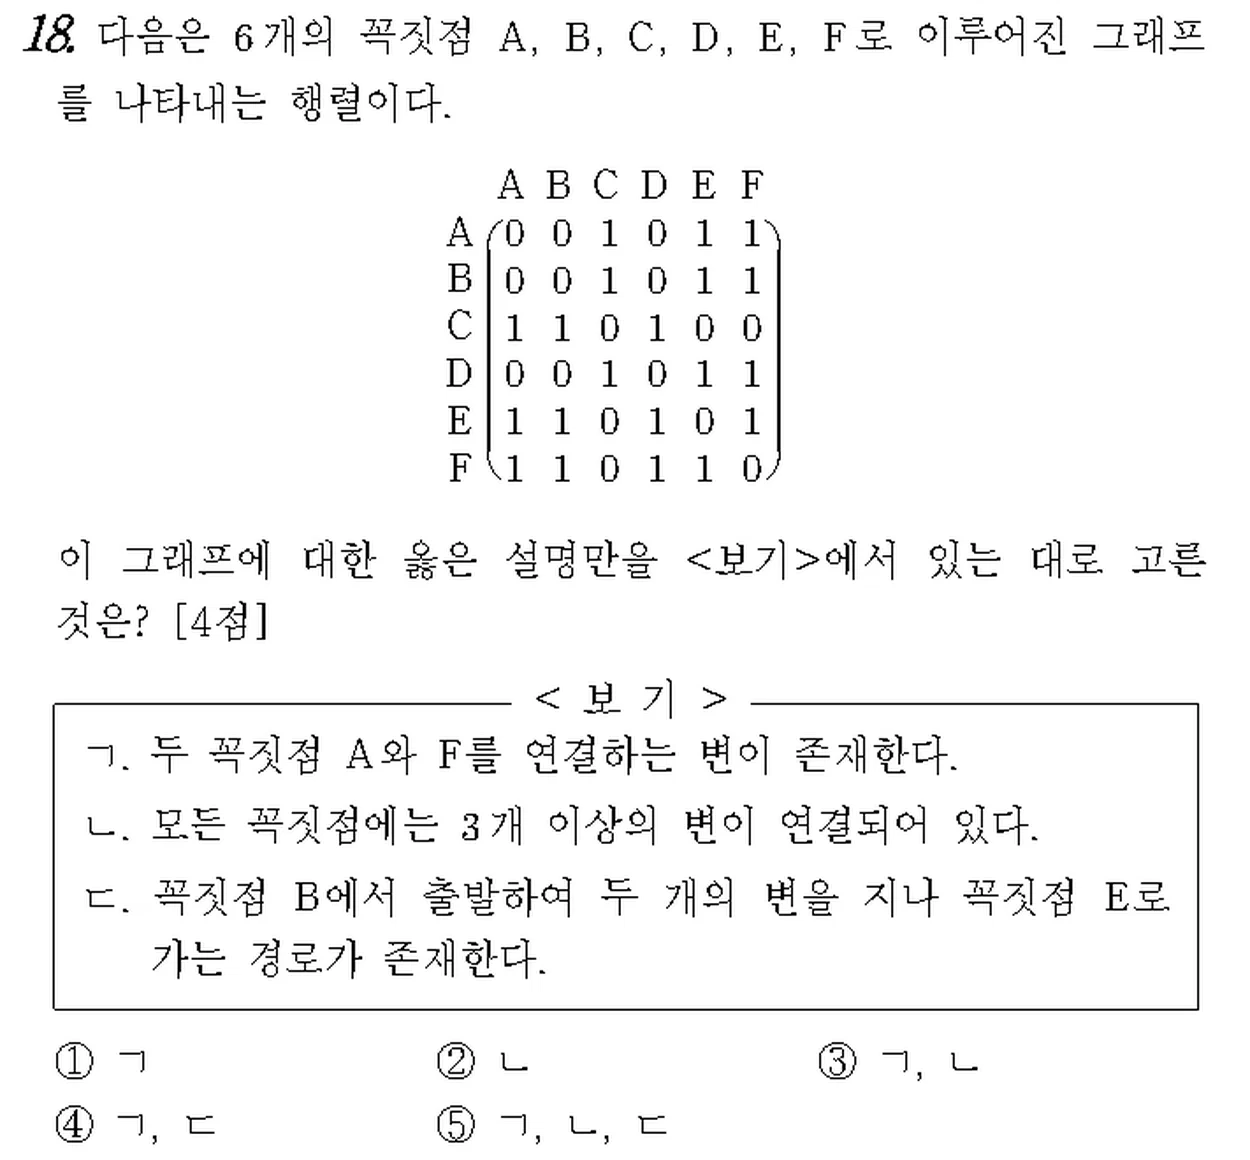 18. 다음은 6개의 꼭짓점 A, B, C, D, E, F로 이루어진 그래프
를 나타내는 행렬이다.
A B C D E F
A 0 0 1 0 1 1
B 0 0 1 0 1 1
C 1 1 0 1 0 0
D 0 0 1 0 1 1
E 1 1 0 1 0 1
F 1 1 0 1 1 0
이 그래프에 대한 옳은 설명만을 <보기>에서 있는 대로 고른
것은? [4점]
< 보 기 >
ㄱ. 두 꼭짓점 A와 F를 연결하는 변이 존재한다.
ㄴ. 모든 꼭짓점에는 3개 이상의 변이 연결되어 있다.
ㄷ. 꼭짓점 B에서 출발하여 두 개의 변을 지나 꼭짓점 E로
가는 경로가 존재한다.
① ㄱ ② ㄴ ③ ㄱ, ㄴ
④ ㄱ, ㄷ ⑤ ㄱ, ㄴ, ㄷ